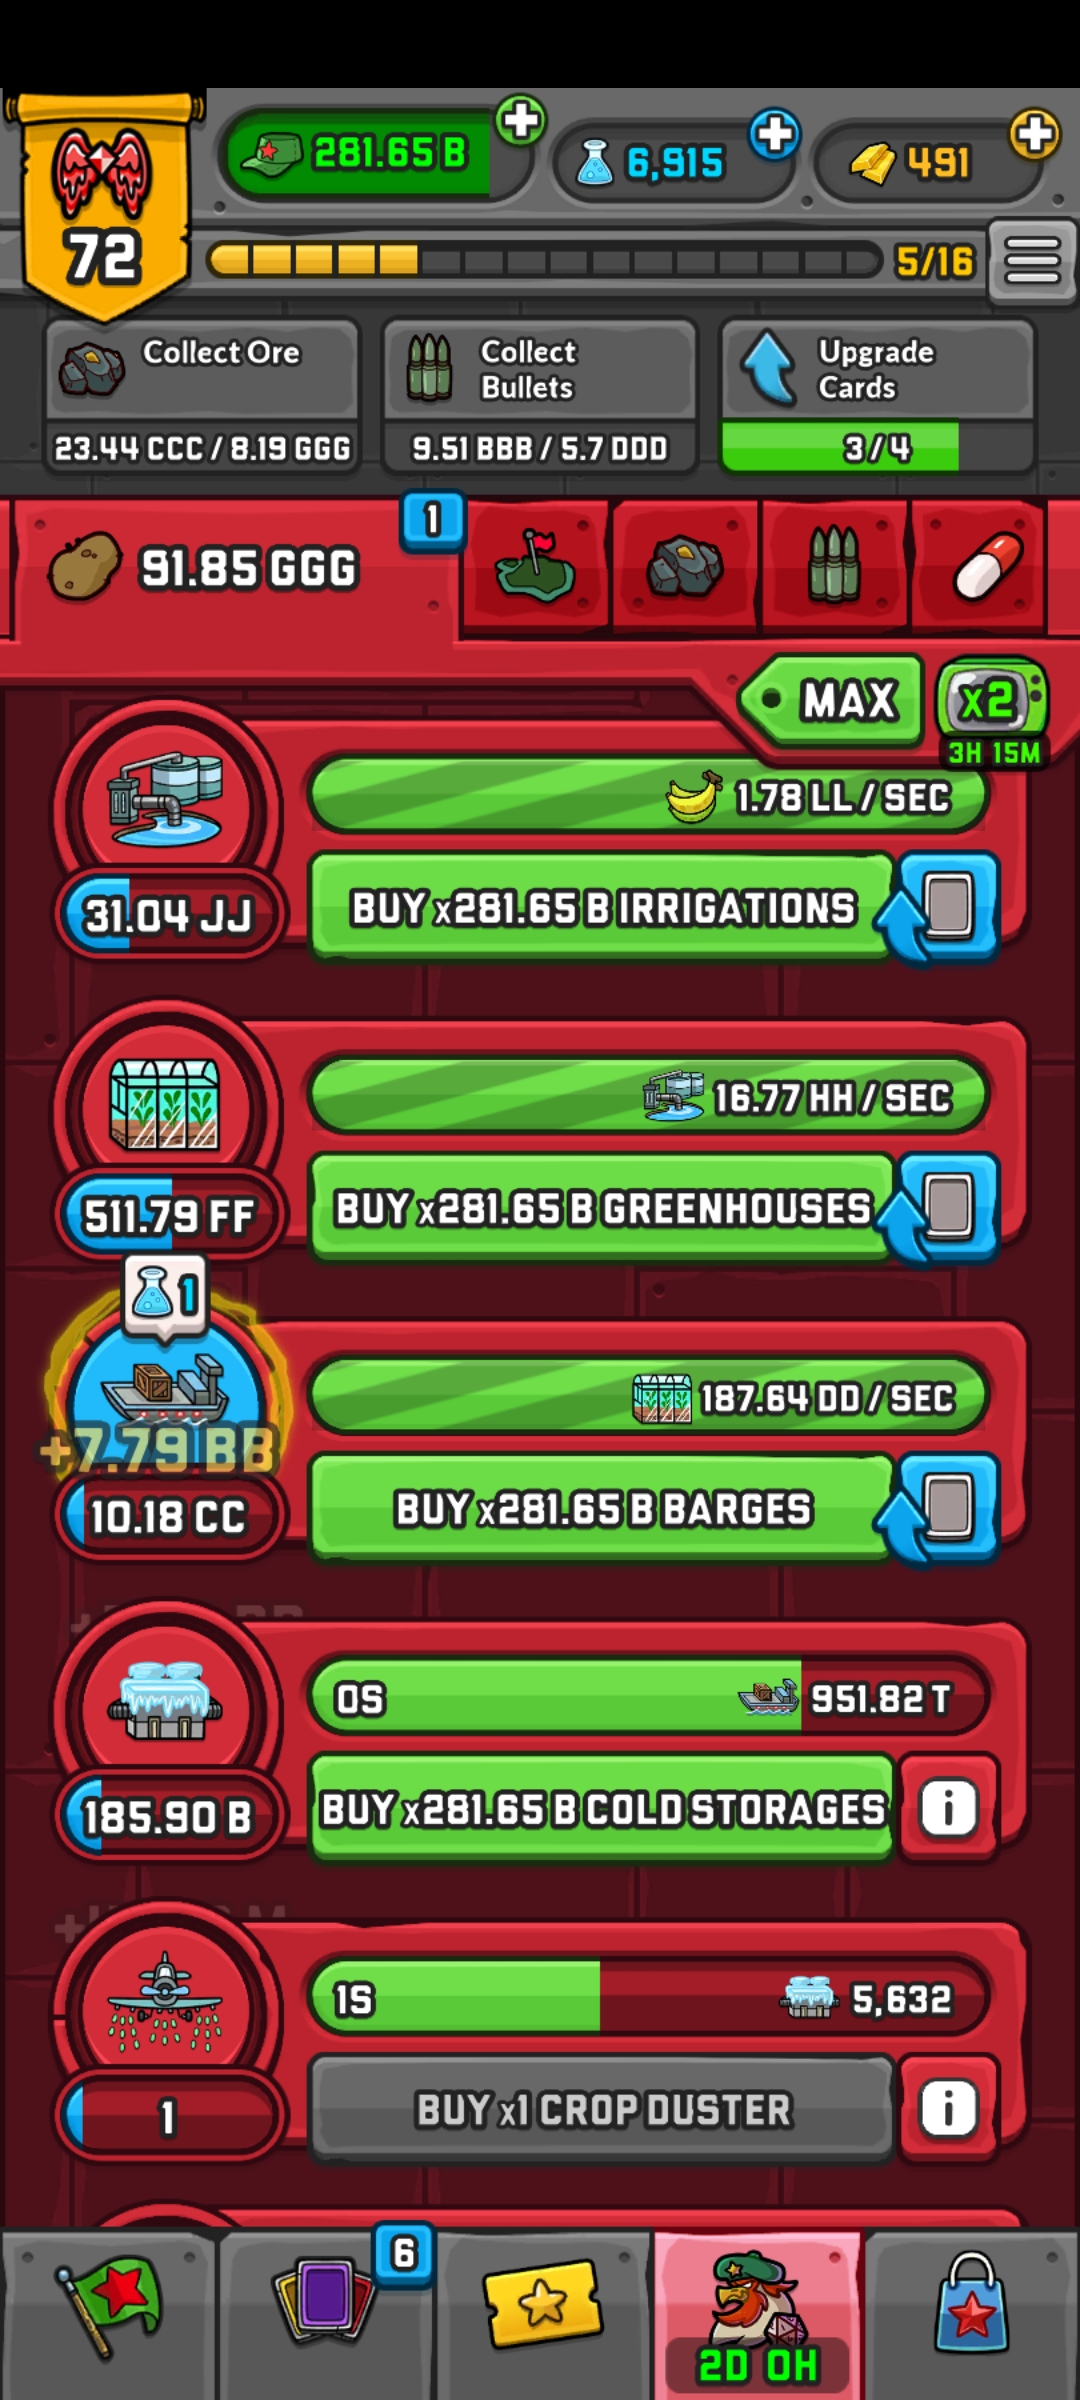 281.65 B
6,915
491
72
5/16
Collect Ore
Collect
Bullets
Upgrade
Cards
23.44 CCC / 8.19 GGG
9.51 BBB / 5.7 DDD
3/4
1
91.85 GGG
MAX
x2
3H 15M
1.78 LL / SEC
31.04 JJ
BUY x281.65 B IRRIGATIONS
16.77 HH / SEC
511.79 FF
BUY x281.65 B GREENHOUSES
1
187.64 DD / SEC
+7.79 BB
10.18 CC
BUY x281.65 B BARGES
0S
951.82 T
185.90 B
BUY x281.65 B COLD STORAGES
i
1S
5,632
1
BUY x1 CROP DUSTER
i
6
2D 0H